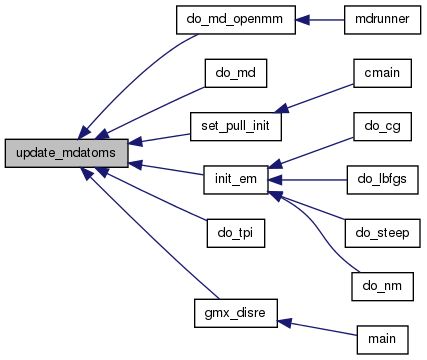 do_md_openmm
mdrunner
do_md
cmain
set_pull_init
do_cg
update_mdatoms
init_em
do_lbfgs
do_tpi
do_steep
do_nm
gmx_disre
main